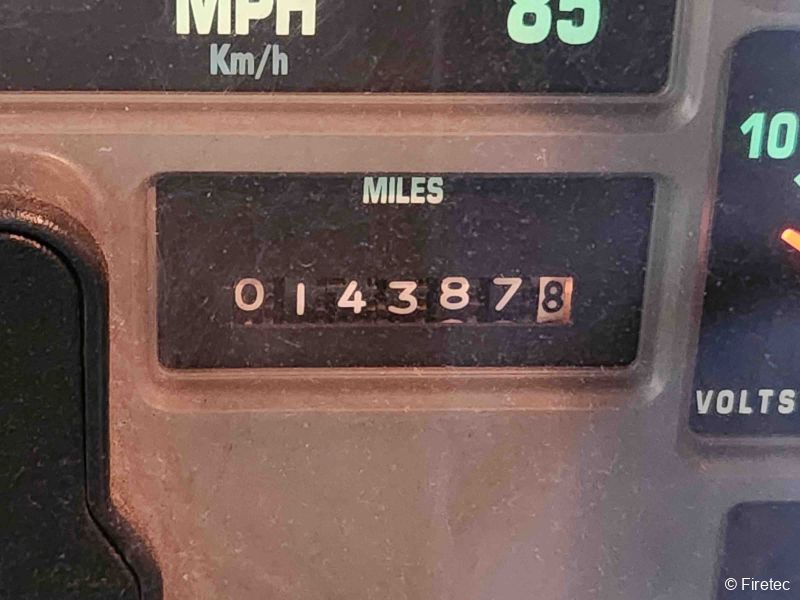 MPH 85
Km/h
10
MILES
0143878
VOLTS
© Firetec